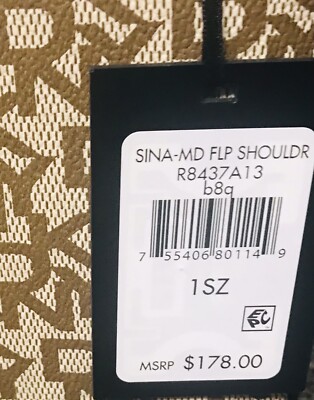 SINA-MD FLP SHOULDR
R8437A13
b8q
7 55406 80114 9
1SZ
MSRP $178.00